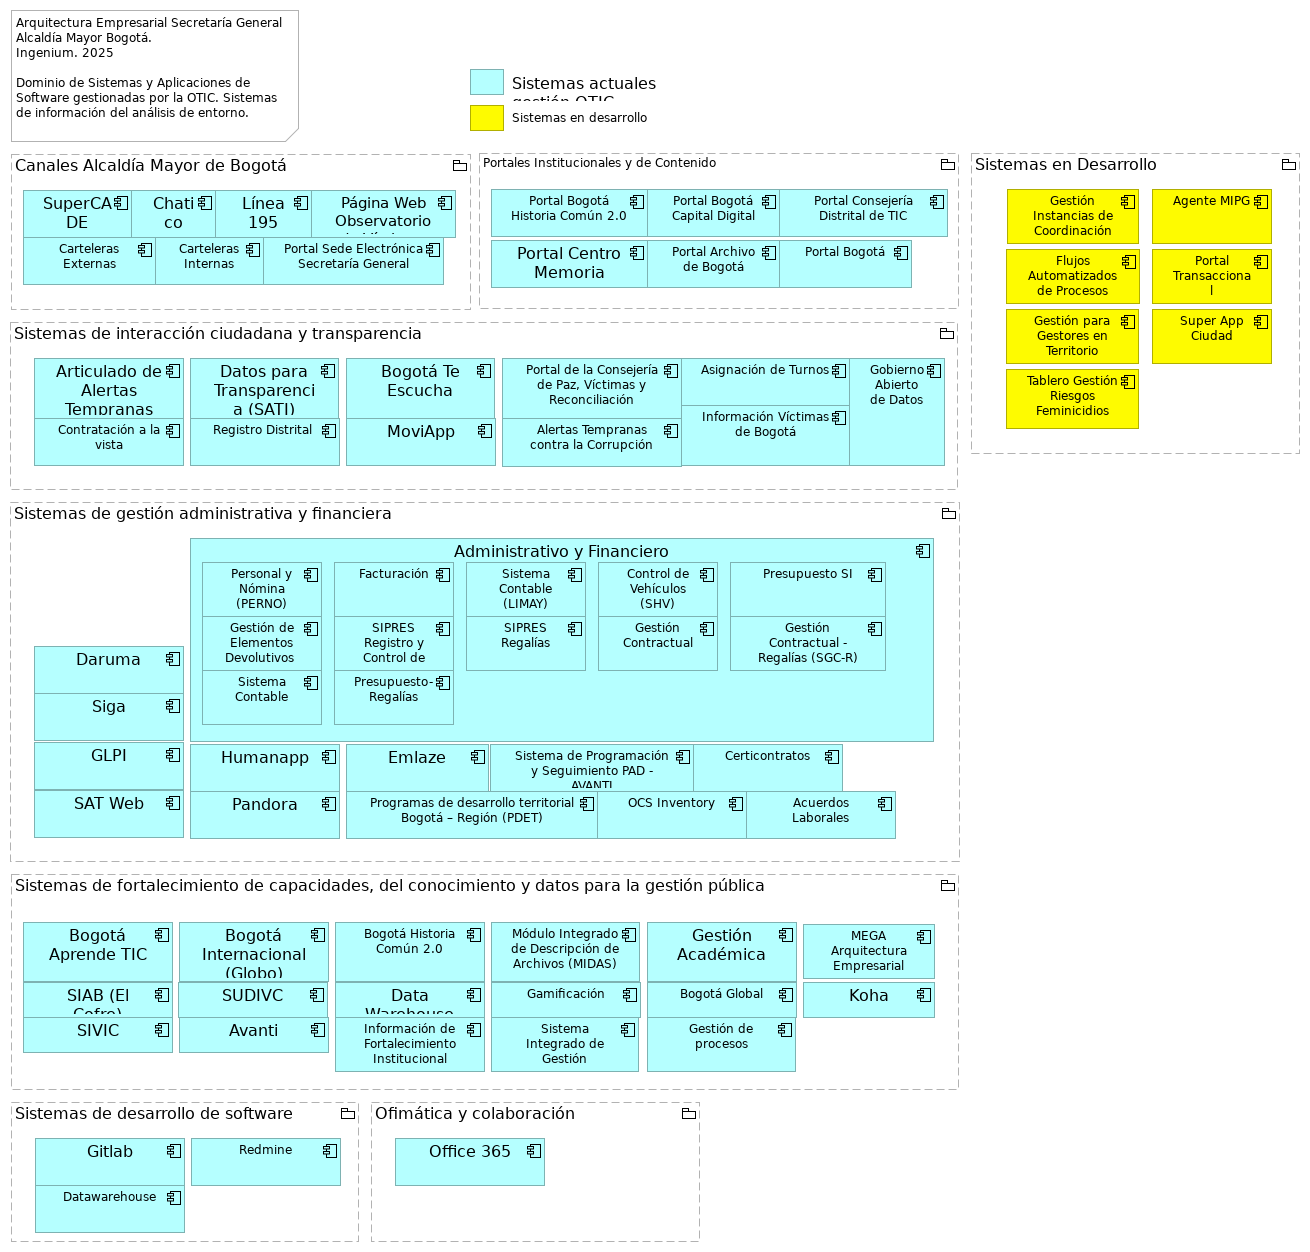 Arquitectura Empresarial Secretaría General
Alcaldía Mayor Bogotá.
Ingenium. 2025
Dominio de Sistemas y Aplicaciones de
Software gestionadas por la OTIC. Sistemas
de información del análisis de entorno.
Sistemas actuales
gestión OTIC
Sistemas en desarrollo
Canales Alcaldía Mayor de Bogotá
SuperCA
DE
Chati
co
Línea
195
Página Web
Observatorio
Carteleras
Externas
Carteleras
Internas
Portal Sede Electrónica
Secretaría General
Portales Institucionales y de Contenido
Portal Bogotá
Historia Común 2.0
Portal Bogotá
Capital Digital
Portal Consejería
Distrital de TIC
Portal Centro
Memoria
Portal Archivo
de Bogotá
Portal Bogotá
Sistemas en Desarrollo
Gestión
Instancias de
Coordinación
Agente MIPG
Flujos
Automatizados
de Procesos
Portal
Transacciona
l
Gestión para
Gestores en
Territorio
Super App
Ciudad
Tablero Gestión
Riesgos
Feminicidios
Sistemas de interacción ciudadana y transparencia
Articulado de
Alertas
Tempranas
Datos para
Transparenci
a (SATI)
Bogotá Te
Escucha
Portal de la Consejería
de Paz, Víctimas y
Reconciliación
Asignación de Turnos
Gobierno
Abierto
de Datos
Contratación a la
vista
Registro Distrital
MoviApp
Alertas Tempranas
contra la Corrupción
Información Víctimas
de Bogotá
Sistemas de gestión administrativa y financiera
Administrativo y Financiero
Personal y
Nómina
(PERNO)
Facturación
Sistema
Contable
(LIMAY)
Control de
Vehículos
(SHV)
Presupuesto SI
Gestión de
Elementos
Devolutivos
SIPRES
Registro y
Control de
SIPRES
Regalías
Gestión
Contractual
Gestión
Contractual -
Regalías (SGC-R)
Sistema
Contable
Presupuesto-
Regalías
Daruma
Siga
GLPI
SAT Web
Humanapp
Emlaze
Sistema de Programación
y Seguimiento PAD -
AVANTI
Certicontratos
Pandora
Programas de desarrollo territorial
Bogotá – Región (PDET)
OCS Inventory
Acuerdos
Laborales
Sistemas de fortalecimiento de capacidades, del conocimiento y datos para la gestión pública
Bogotá
Aprende TIC
Bogotá
Internacional
(Globo)
Bogotá Historia
Común 2.0
Módulo Integrado
de Descripción de
Archivos (MIDAS)
Gestión
Académica
MEGA
Arquitectura
Empresarial
SIAB (El
Cofre)
SUDIVC
Data
Warehouse
Gamificación
Bogotá Global
Koha
SIVIC
Avanti
Información de
Fortalecimiento
Institucional
Sistema
Integrado de
Gestión
Gestión de
procesos
Sistemas de desarrollo de software
Gitlab
Redmine
Datawarehouse
Ofimática y colaboración
Office 365